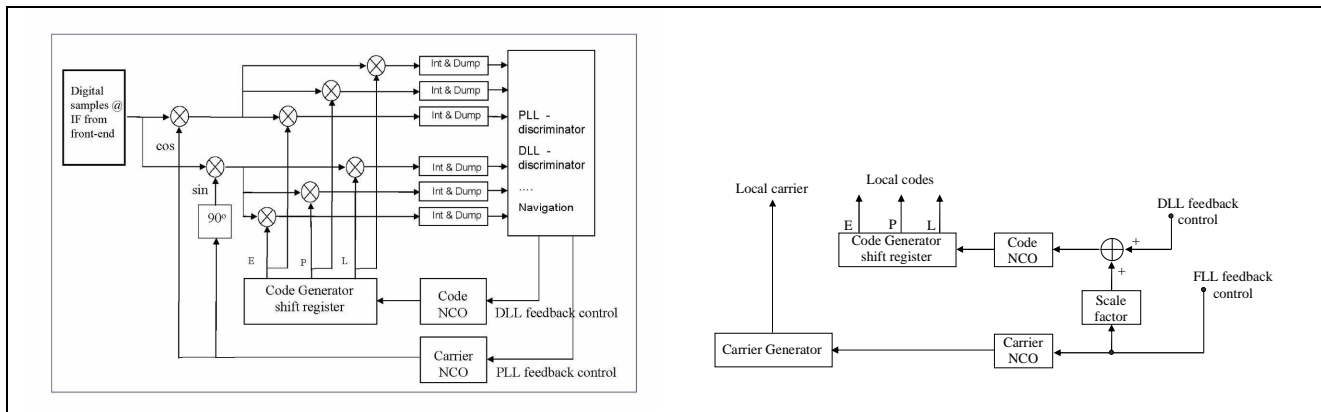 Digital
samples @
IF from
front-end
cos
sin
90º
Int & Dump
Int & Dump
Int & Dump
Int & Dump
Int & Dump
Int & Dump
PLL -
discriminator
DLL -
discriminator
....
Navigation
E
P
L
Code Generator
shift register
Code
NCO
DLL feedback control
Carrier
NCO
PLL feedback control
Local carrier
Local codes
E
P
L
Code Generator
shift register
Code
NCO
+
+
DLL feedback
control
FLL feedback
control
Scale
factor
Carrier Generator
Carrier
NCO